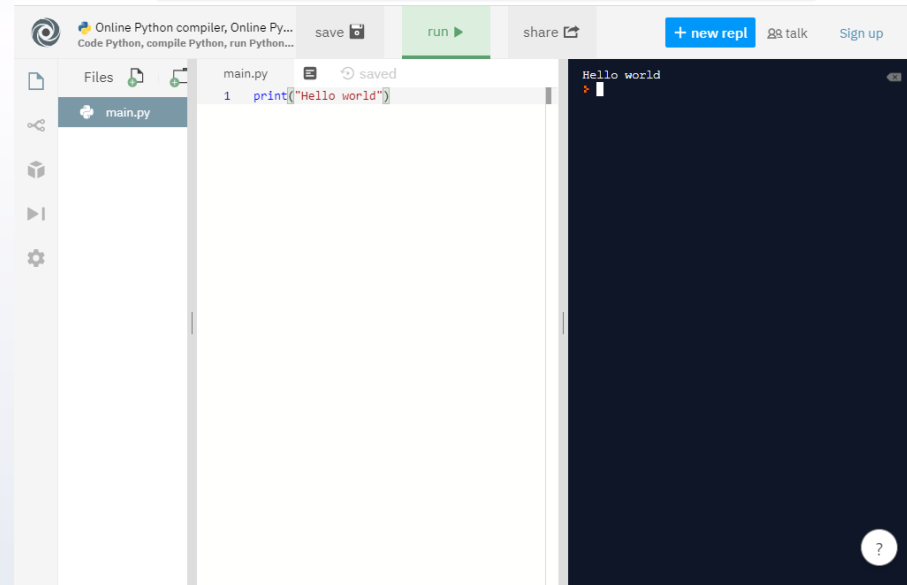 Online Python compiler, Online Py...
Code Python, compile Python, run Python...
save
run
share
+ new repl
talk
Sign up
Files
main.py
main.py
saved
1 print("Hello world")
Hello world
>
?